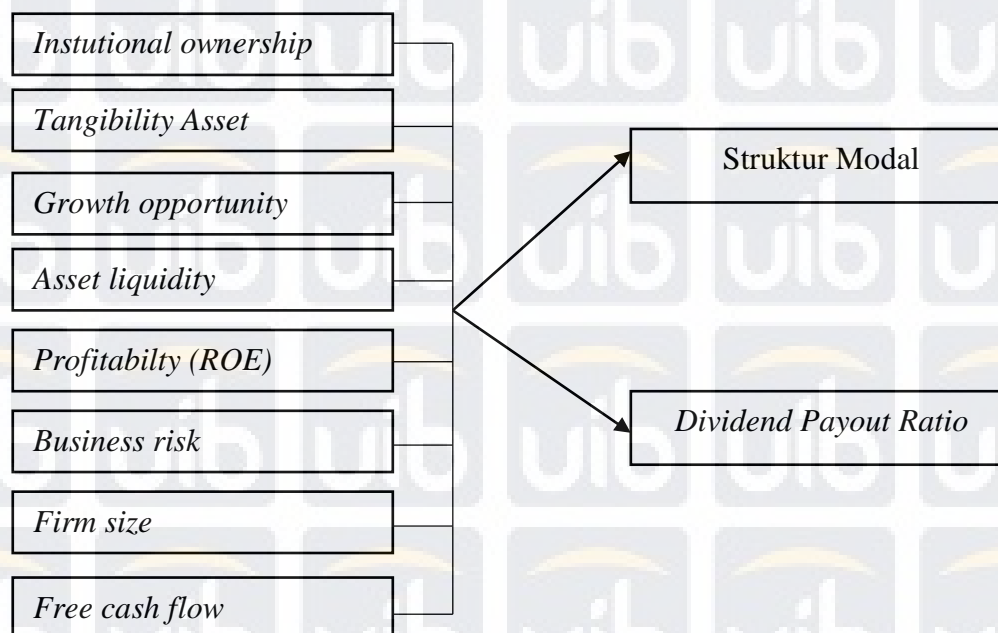 Instutional ownership
Tangibility Asset
Growth opportunity
Asset liquidity
Profitabilty (ROE)
Business risk
Firm size
Free cash flow
Struktur Modal
Dividend Payout Ratio
uib